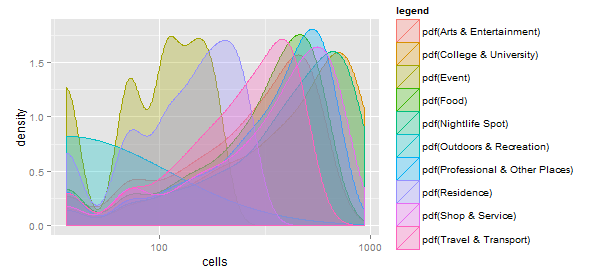 legend
pdf(Arts & Entertainment)
pdf(College & University)
pdf(Event)
pdf(Food)
pdf(Nightlife Spot)
pdf(Outdoors & Recreation)
pdf(Professional & Other Places)
pdf(Residence)
pdf(Shop & Service)
pdf(Travel & Transport)
density
1.5
1.0
0.5
0.0
100
1000
cells